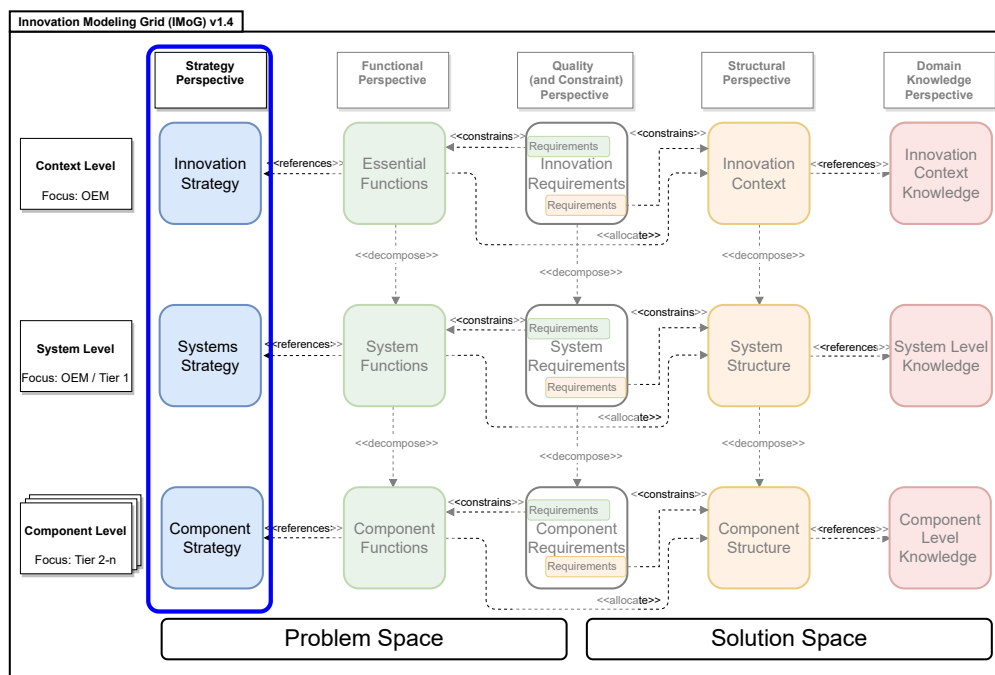 Innovation Modeling Grid (IMoG) v1.4
Strategy
Perspective
Functional
Perspective
Quality
(and Constraint)
Perspective
Structural
Perspective
Domain
Knowledge
Perspective
Context Level
Focus: OEM
Innovation
Strategy
<<references>>
Essential
Functions
<<constrains>>
Requirements
Innovation
Requirements
Requirements
<<constrains>>
<<allocate>>
Innovation
Context
<<references>>
Innovation
Context
Knowledge
<<decompose>>
<<decompose>>
<<decompose>>
System Level
Focus: OEM / Tier 1
Systems
Strategy
<<references>>
System
Functions
<<constrains>>
Requirements
System
Requirements
Requirements
<<constrains>>
<<allocate>>
System
Structure
<<references>>
System Level
Knowledge
<<decompose>>
<<decompose>>
<<decompose>>
Component Level
Focus: Tier 2-n
Component
Strategy
<<references>>
Component
Functions
<<constrains>>
Requirements
Component
Requirements
Requirements
<<constrains>>
<<allocate>>
Component
Structure
<<references>>
Component
Level
Knowledge
Problem Space
Solution Space